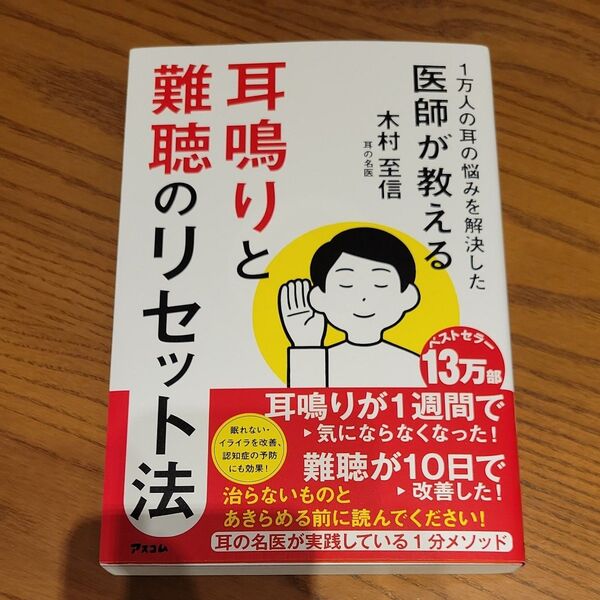 1万人の耳の悩みを解決した
医師が教える
木村 至信
耳の名医
耳鳴りと
難聴のリセット法
ベストセラー
13万部
耳鳴りが1週間で
▶気にならなくなった!
眠れない・
イライラを改善、
認知症の予防
にも効果!
難聴が10日で
▶改善した!
治らないものと
あきらめる前に読んでください!
耳の名医が実践している1分メソッド
アスコム